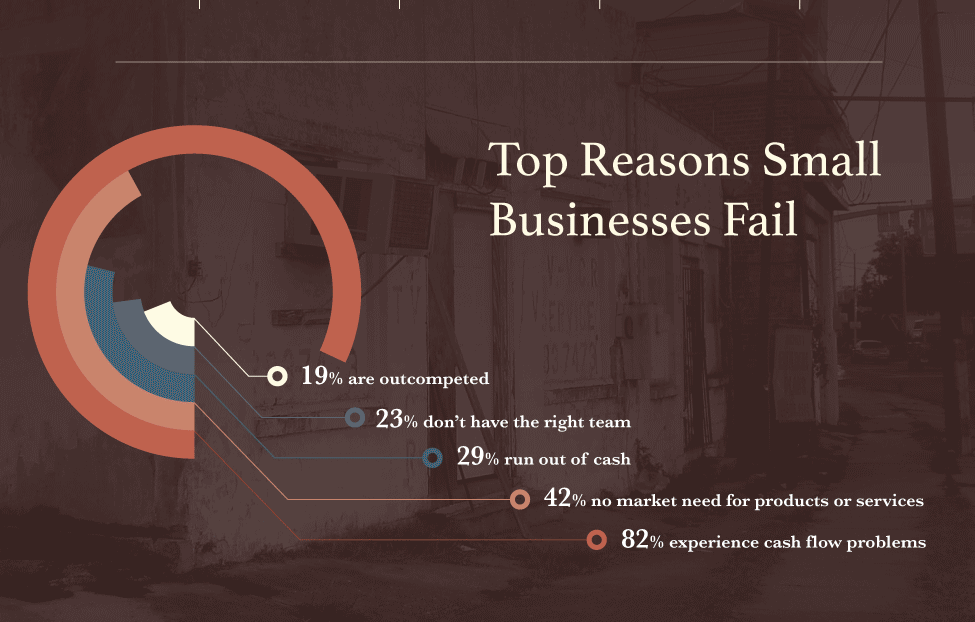 Top Reasons Small
Businesses Fail
19% are outcompeted
23% don’t have the right team
29% run out of cash
42% no market need for products or services
82% experience cash flow problems